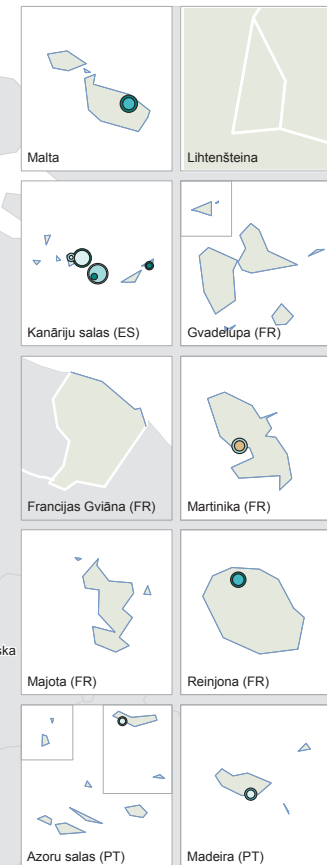 Malta
Lihtenšteina
Kanāriju salas (ES)
Gvadelupa (FR)
Francijas Gviāna (FR)
Martinika (FR)
ska
Majota (FR)
Reinjona (FR)
Azoru salas (PT)
Madeira (PT)